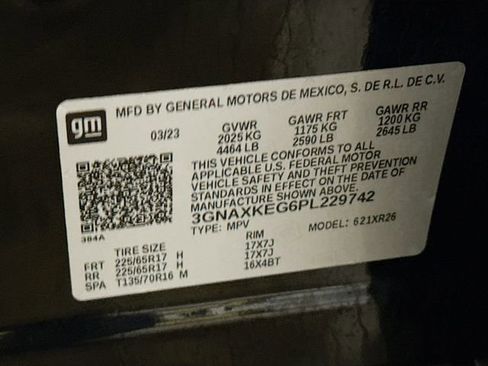 gm
MFD BY GENERAL MOTORS DE MEXICO, S. DE R.L. DE C.V.
03/23 GVWR GAWR FRT GAWR RR
2025 KG 1175 KG 1200 KG
4464 LB 2590 LB 2645 LB
THIS VEHICLE CONFORMS TO ALL
APPLICABLE U.S. FEDERAL MOTOR
VEHICLE SAFETY AND THEFT PREVENTION
STANDARDS IN EFFECT ON THE DATE OF
MANUFACTURE SHOWN ABOVE.
3GNAXKEG6PL229742
TYPE: MPV MODEL: 621XR26
384A
TIRE SIZE RIM
FRT 225/65R17 H 17X7J
RR 225/65R17 H 17X7J
SPA T135/70R16 M 16X4BT